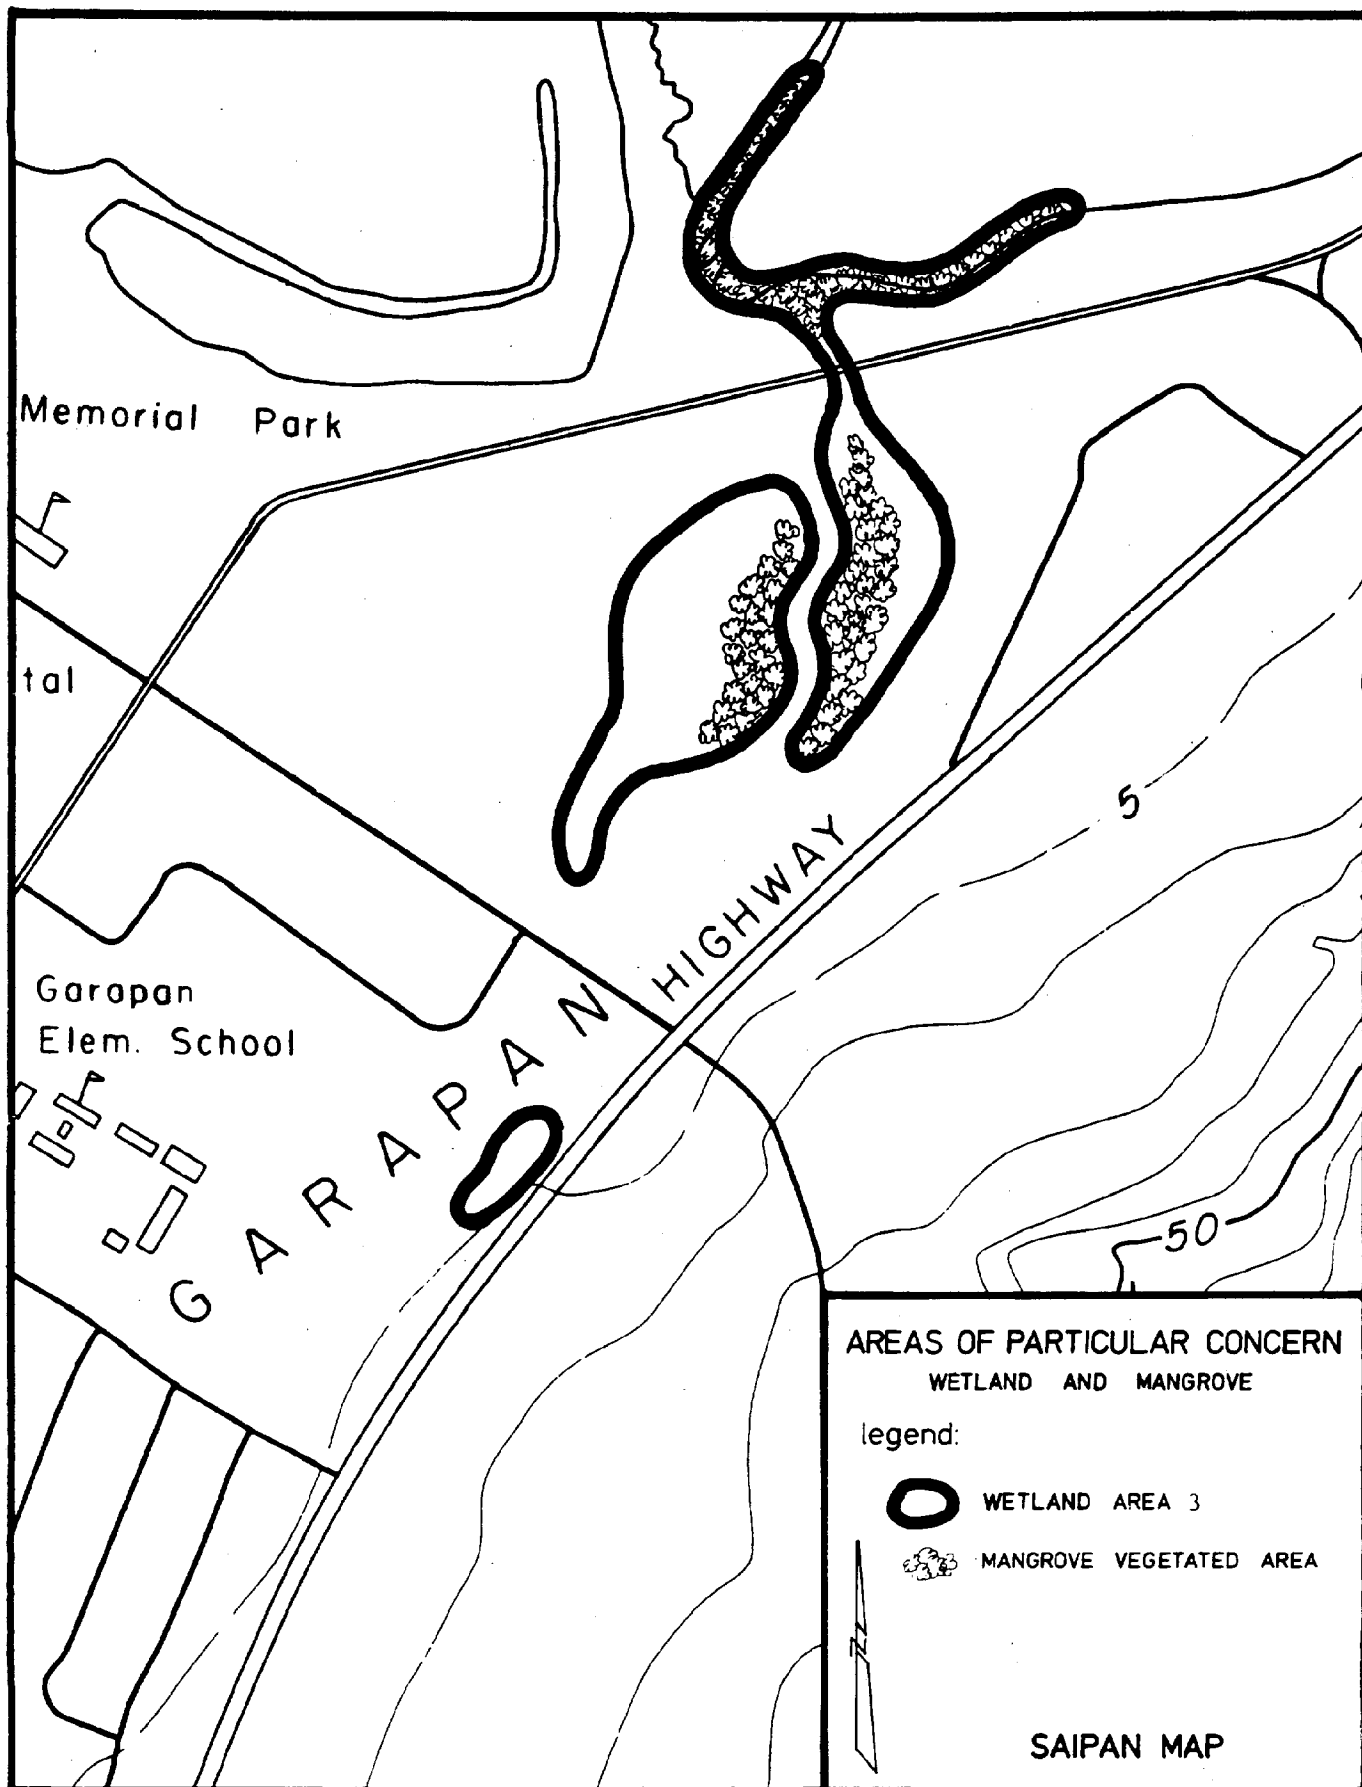 Memorial Park
tal
5
HIGHWAY
Garapan
Elem. School
GARAPAN
50
AREAS OF PARTICULAR CONCERN
WETLAND AND MANGROVE
legend:
WETLAND AREA 3
MANGROVE VEGETATED AREA
N
SAIPAN MAP